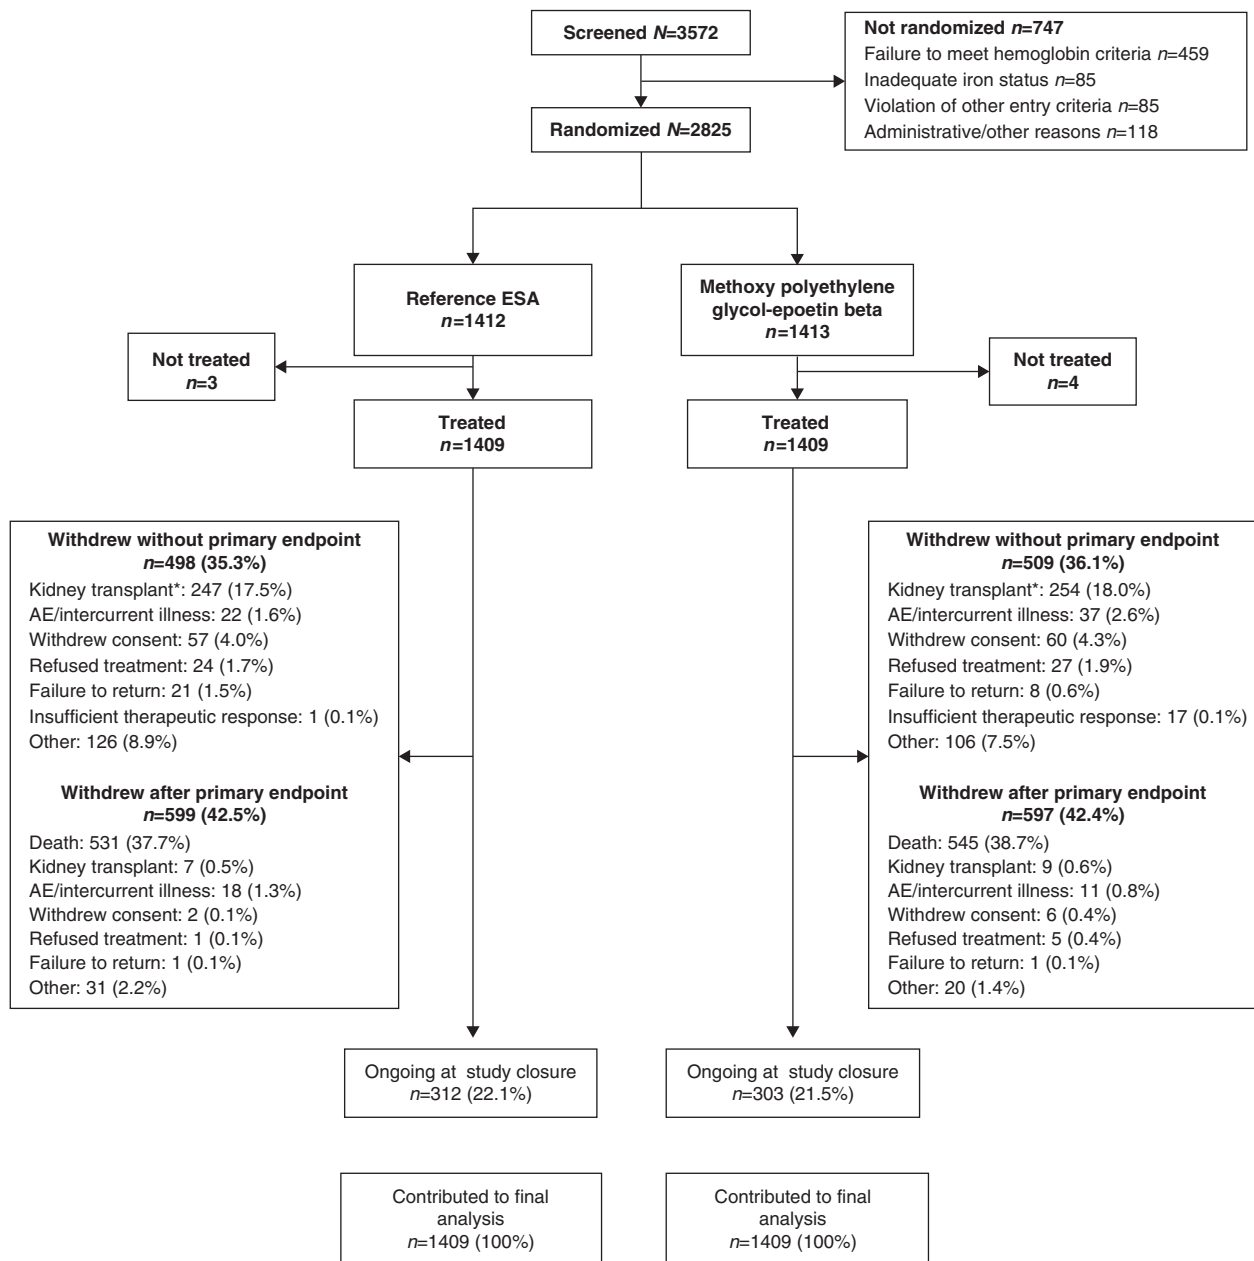 Screened N=3572
Not randomized n=747
Failure to meet hemoglobin criteria n=459
Inadequate iron status n=85
Violation of other entry criteria n=85
Administrative/other reasons n=118
Randomized N=2825
Reference ESA
n=1412
Methoxy polyethylene
glycol-epoetin beta
n=1413
Not treated
n=3
Not treated
n=4
Treated
n=1409
Treated
n=1409
Withdrew without primary endpoint
n=498 (35.3%)
Kidney transplant*: 247 (17.5%)
AE/intercurrent illness: 22 (1.6%)
Withdrew consent: 57 (4.0%)
Refused treatment: 24 (1.7%)
Failure to return: 21 (1.5%)
Insufficient therapeutic response: 1 (0.1%)
Other: 126 (8.9%)
Withdrew after primary endpoint
n=599 (42.5%)
Death: 531 (37.7%)
Kidney transplant: 7 (0.5%)
AE/intercurrent illness: 18 (1.3%)
Withdrew consent: 2 (0.1%)
Refused treatment: 1 (0.1%)
Failure to return: 1 (0.1%)
Other: 31 (2.2%)
Withdrew without primary endpoint
n=509 (36.1%)
Kidney transplant*: 254 (18.0%)
AE/intercurrent illness: 37 (2.6%)
Withdrew consent: 60 (4.3%)
Refused treatment: 27 (1.9%)
Failure to return: 8 (0.6%)
Insufficient therapeutic response: 17 (0.1%)
Other: 106 (7.5%)
Withdrew after primary endpoint
n=597 (42.4%)
Death: 545 (38.7%)
Kidney transplant: 9 (0.6%)
AE/intercurrent illness: 11 (0.8%)
Withdrew consent: 6 (0.4%)
Refused treatment: 5 (0.4%)
Failure to return: 1 (0.1%)
Other: 20 (1.4%)
Ongoing at study closure
n=312 (22.1%)
Ongoing at study closure
n=303 (21.5%)
Contributed to final
analysis
n=1409 (100%)
Contributed to final
analysis
n=1409 (100%)